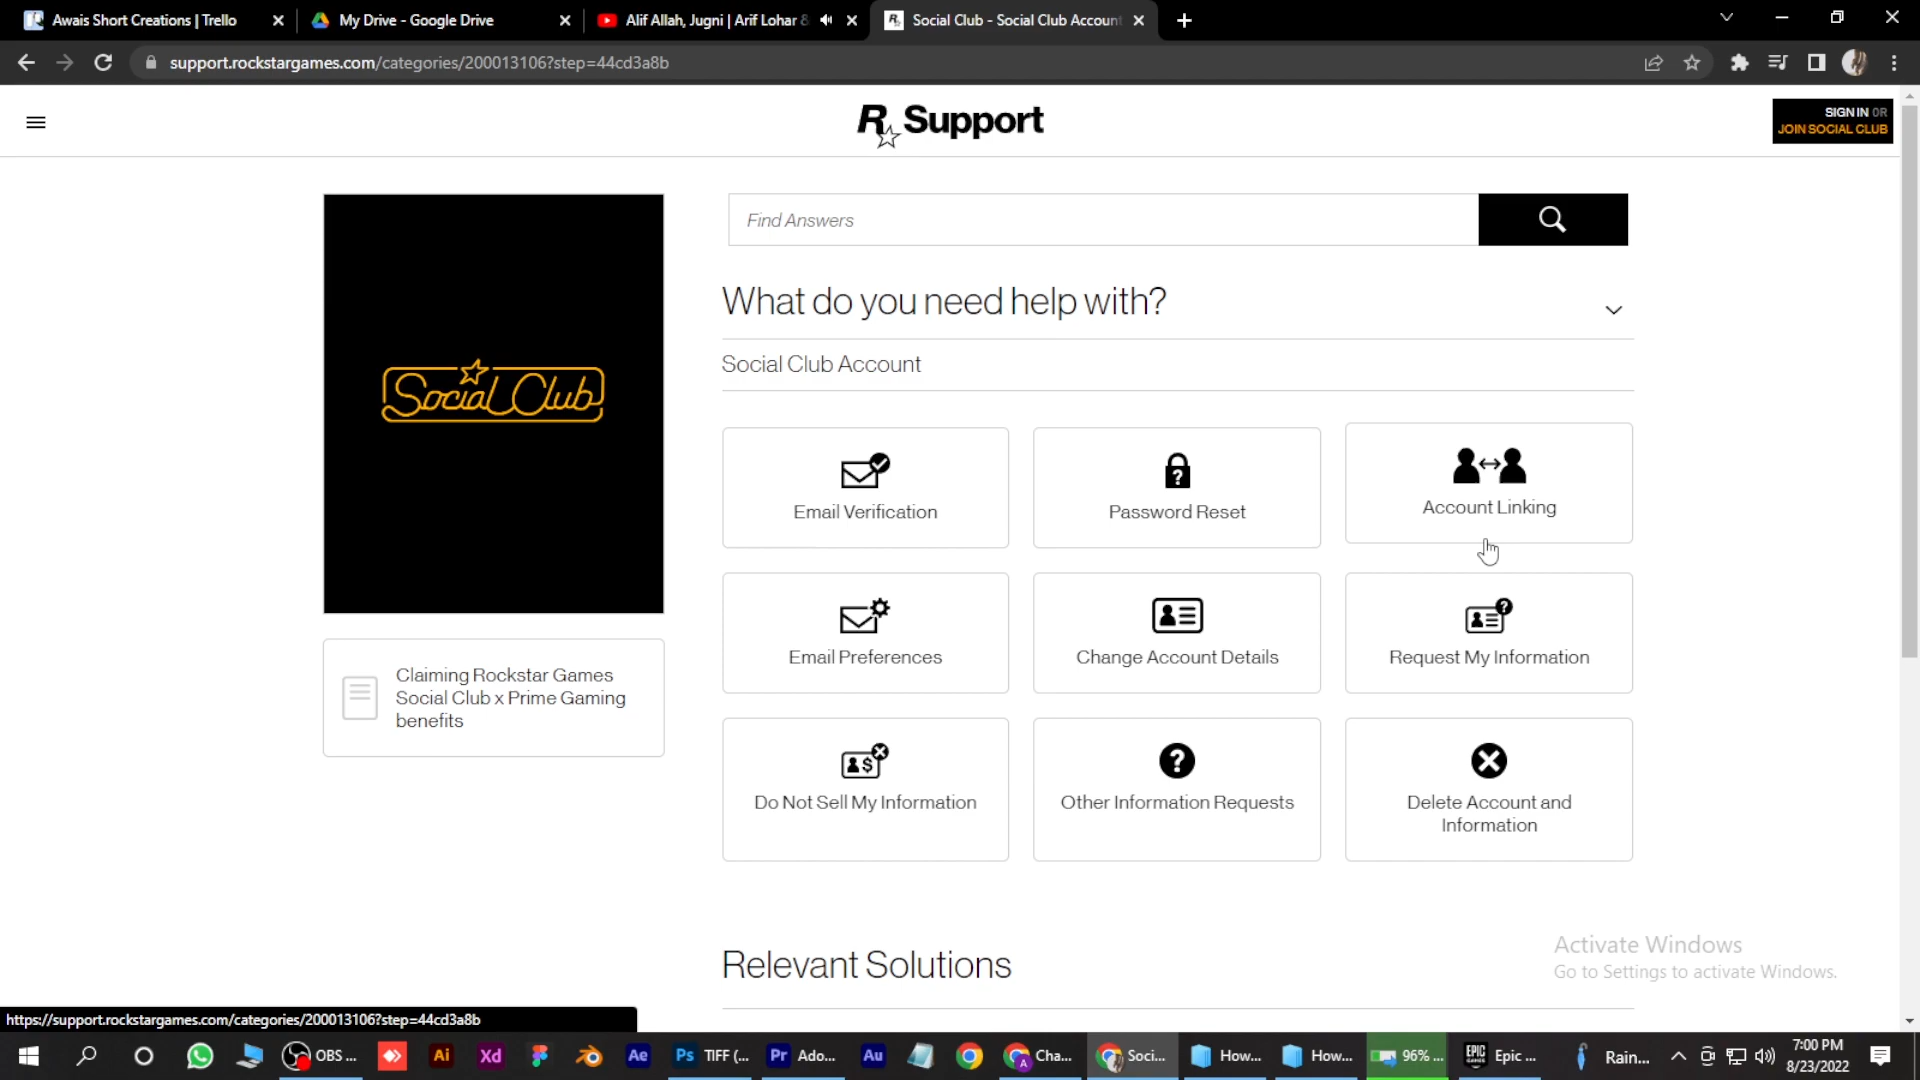 Awais Short Creations | Trello
My Drive - Google Drive
Alif Allah, Jugni | Arif Lohar &
Social Club - Social Club Account
support.rockstargames.com/categories/200013106?step=44cd3a8b
R Support
SIGN IN OR
JOIN SOCIAL CLUB
Find Answers
What do you need help with?
Social Club Account
Social Club
Email Verification
Password Reset
Account Linking
Email Preferences
Change Account Details
Request My Information
Claiming Rockstar Games
Social Club x Prime Gaming
benefits
Do Not Sell My Information
Other Information Requests
Delete Account and
Information
Relevant Solutions
Activate Windows
Go to Settings to activate Windows.
https://support.rockstargames.com/categories/200013106?step=44cd3a8b
OBS ...
Ai
Xd
Ae
Ps
TIFF (...
Pr
Ado...
Au
Cha...
Soci...
How...
How...
96% ...
EPIC
GAMES
Epic ...
Rain...
7:00 PM
8/23/2022